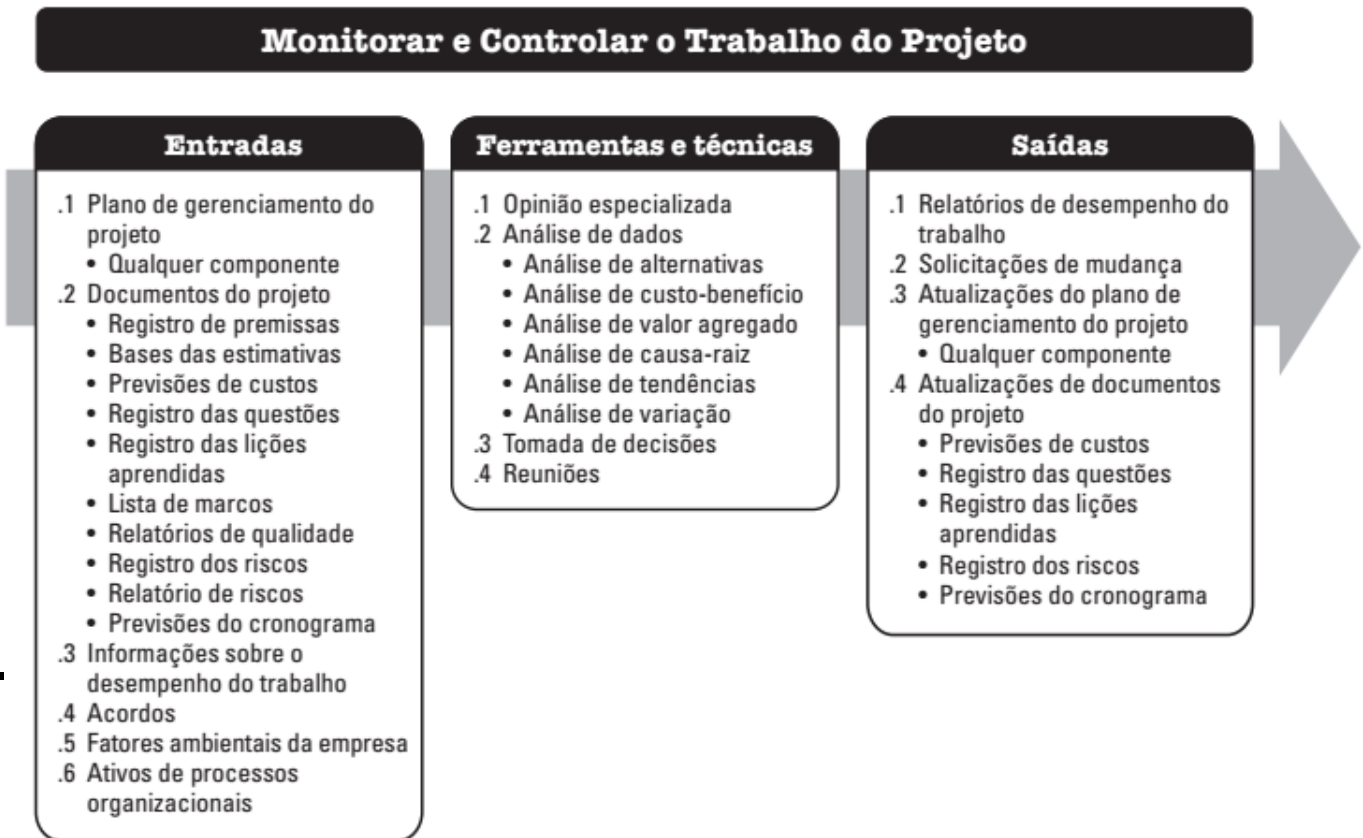 Monitorar e Controlar o Trabalho do Projeto
Entradas
.1 Plano de gerenciamento do
projeto
• Qualquer componente
.2 Documentos do projeto
• Registro de premissas
• Bases das estimativas
• Previsões de custos
• Registro das questões
• Registro das lições
aprendidas
• Lista de marcos
• Relatórios de qualidade
• Registro dos riscos
• Relatório de riscos
• Previsões do cronograma
.3 Informações sobre o
desempenho do trabalho
.4 Acordos
.5 Fatores ambientais da empresa
.6 Ativos de processos
organizacionais
Ferramentas e técnicas
.1 Opinião especializada
.2 Análise de dados
• Análise de alternativas
• Análise de custo-benefício
• Análise de valor agregado
• Análise de causa-raiz
• Análise de tendências
• Análise de variação
.3 Tomada de decisões
.4 Reuniões
Saídas
.1 Relatórios de desempenho do
trabalho
.2 Solicitações de mudança
.3 Atualizações do plano de
gerenciamento do projeto
• Qualquer componente
.4 Atualizações de documentos
do projeto
• Previsões de custos
• Registro das questões
• Registro das lições
aprendidas
• Registro dos riscos
• Previsões do cronograma